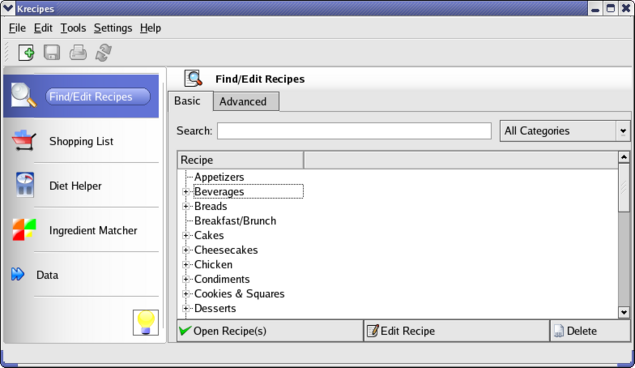 Krecipes
File Edit Tools Settings Help
Find/Edit Recipes
Shopping List
Diet Helper
Ingredient Matcher
Data
Find/Edit Recipes
Basic Advanced
Search: All Categories
Recipe
Appetizers
Beverages
Breads
Breakfast/Brunch
Cakes
Cheesecakes
Chicken
Condiments
Cookies & Squares
Desserts
Open Recipe(s) Edit Recipe Delete